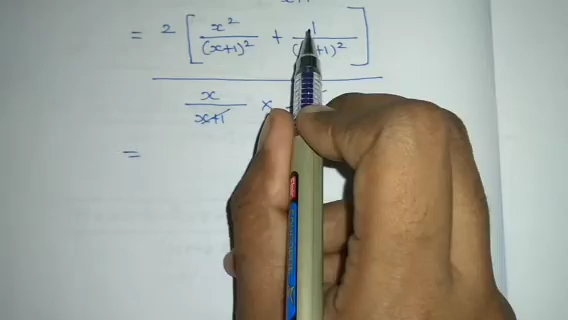 = 2 [ x²/(x+1)² + 1/( +1)² ]
x/x+1 ×
=